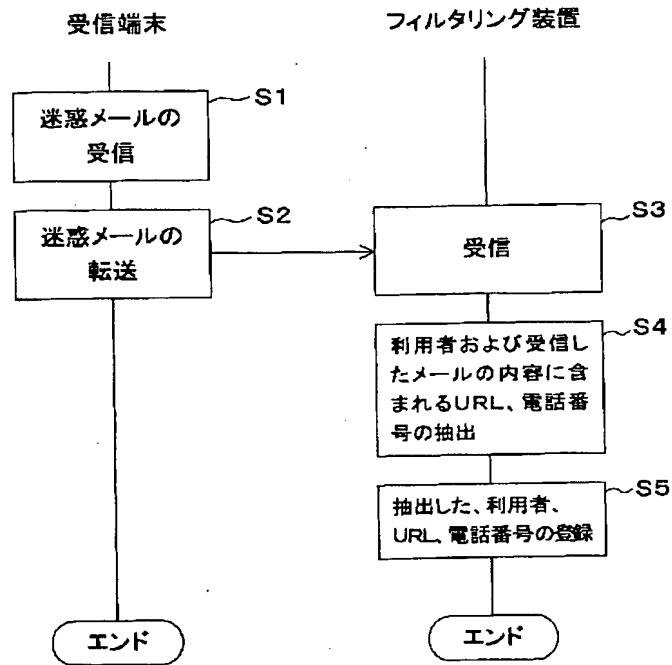 受信端末
フィルタリング装置
迷惑メールの
受信
S1
迷惑メールの
転送
S2
受信
S3
利用者および受信し
たメールの内容に含
まれるURL、電話番
号の抽出
S4
抽出した、利用者、
URL、電話番号の登録
S5
エンド
エンド